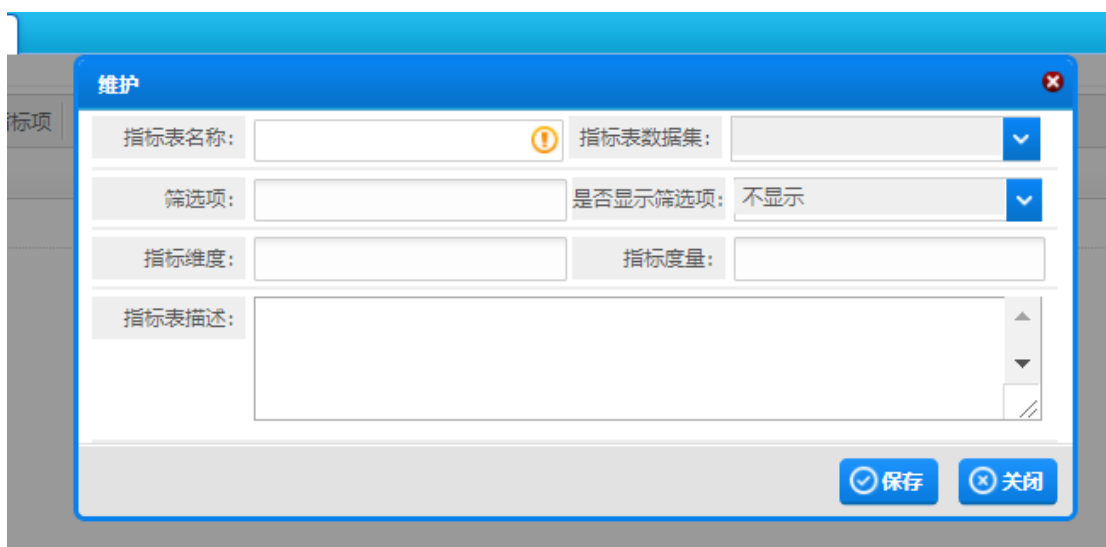 维护
标项
指标表名称:
指标表数据集:
筛选项:
是否显示筛选项:
不显示
指标维度:
指标度量:
指标表描述:
保存
关闭